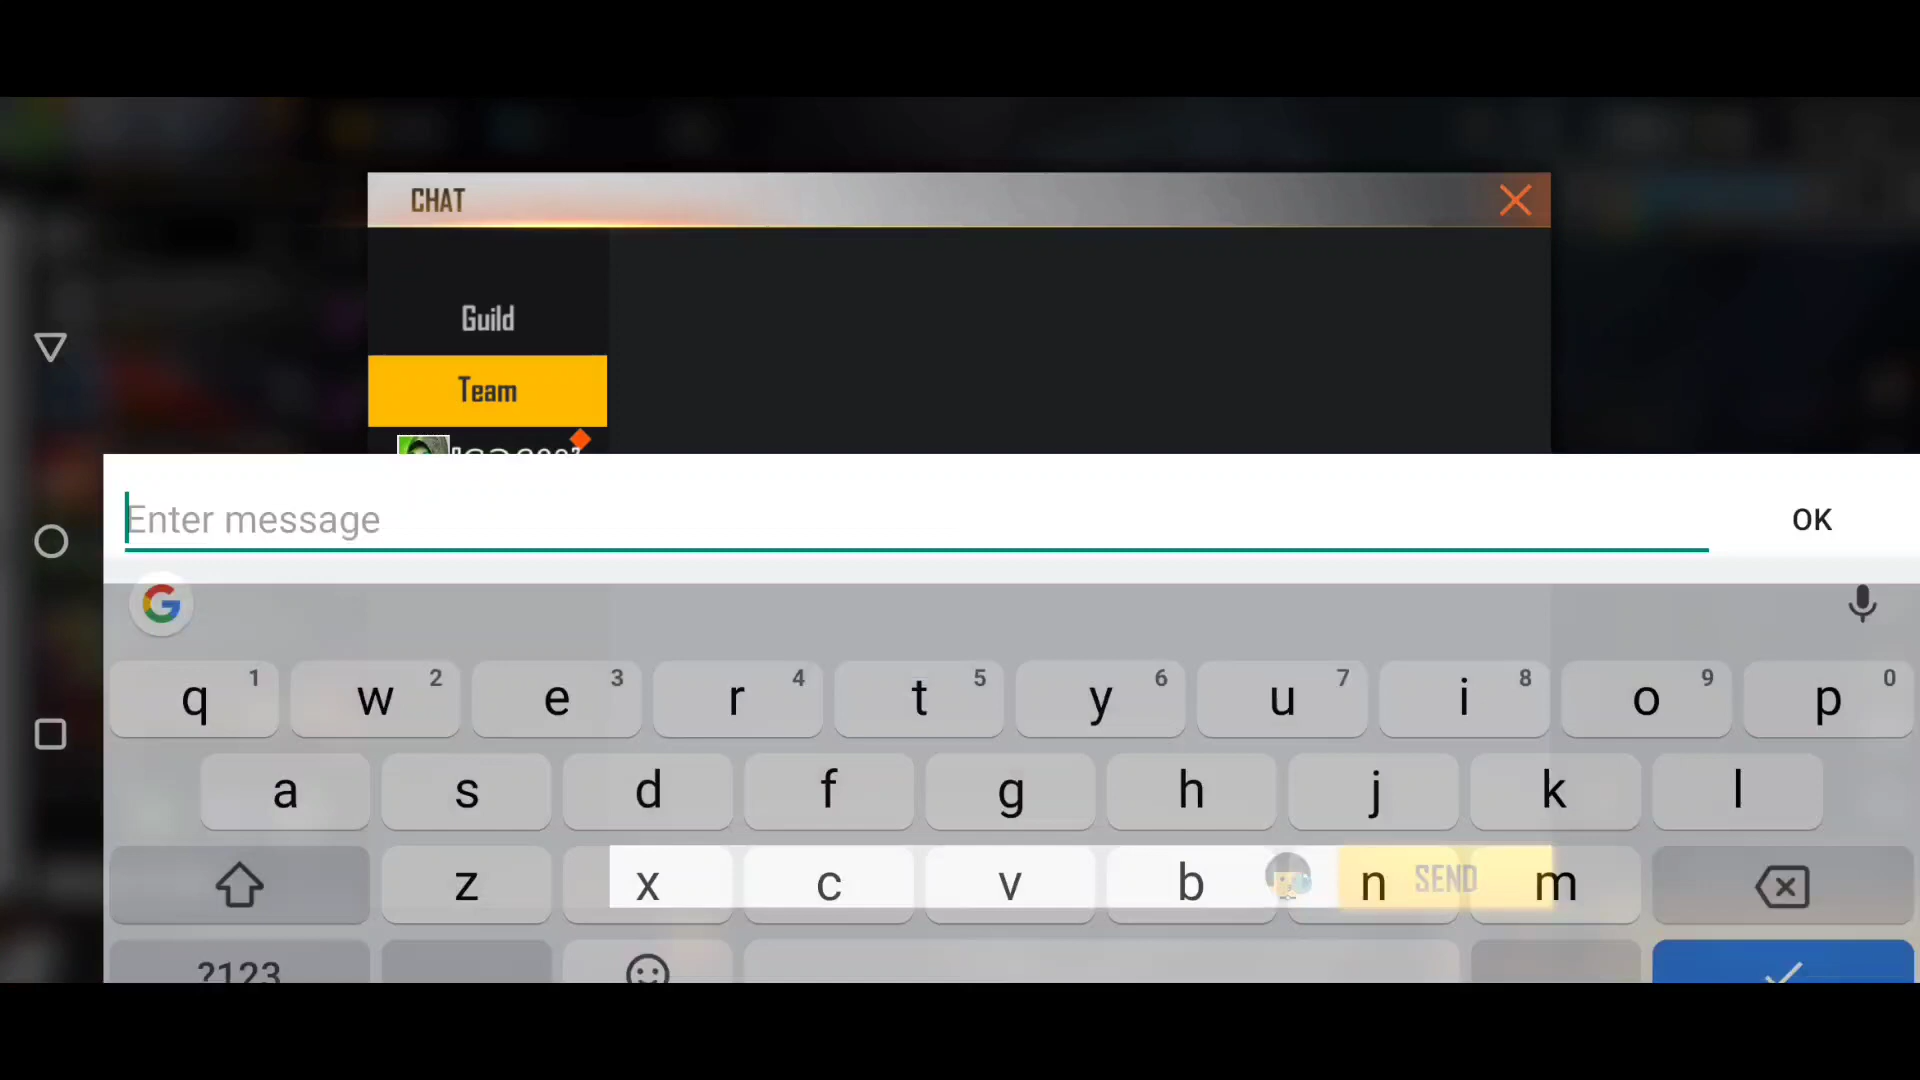 CHAT
Guild
Team
Enter message
OK
q 1 w 2 e 3 r 4 t 5 y 6 u 7 i 8 o 9 p 0
a s d f g h j k l
z x c v b n SEND m
?123